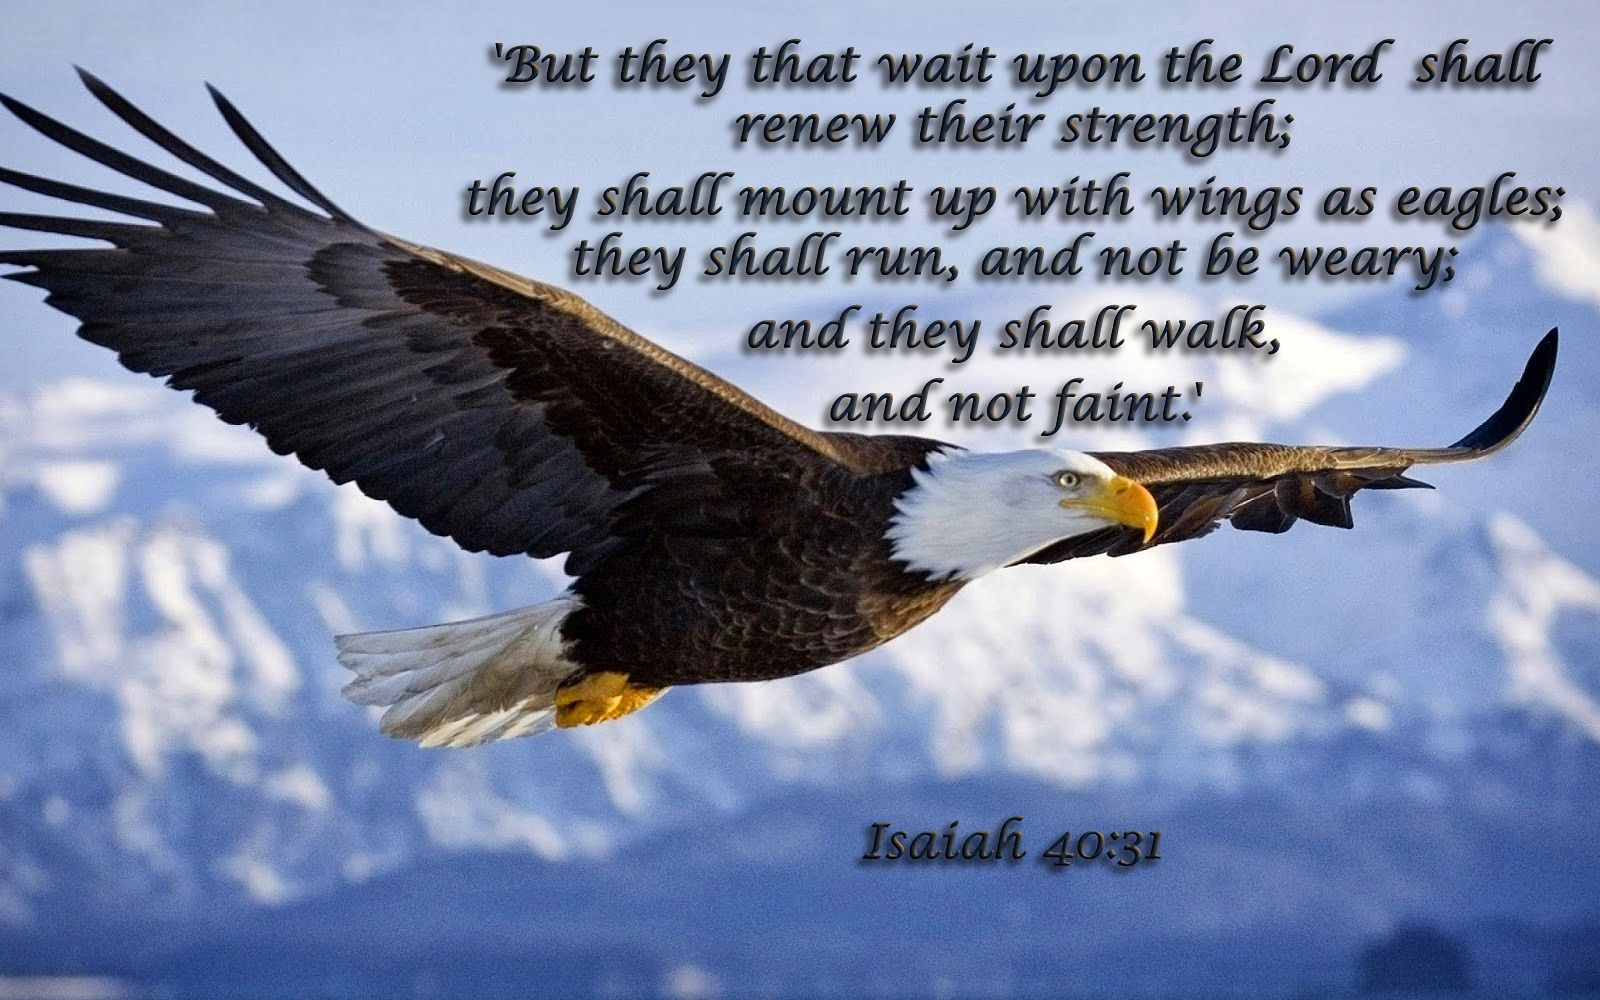 'But they that wait upon the Lord shall
renew their strength;
they shall mount up with wings as eagles;
they shall run, and not be weary;
and they shall walk,
and not faint.'
Isaiah 40:31